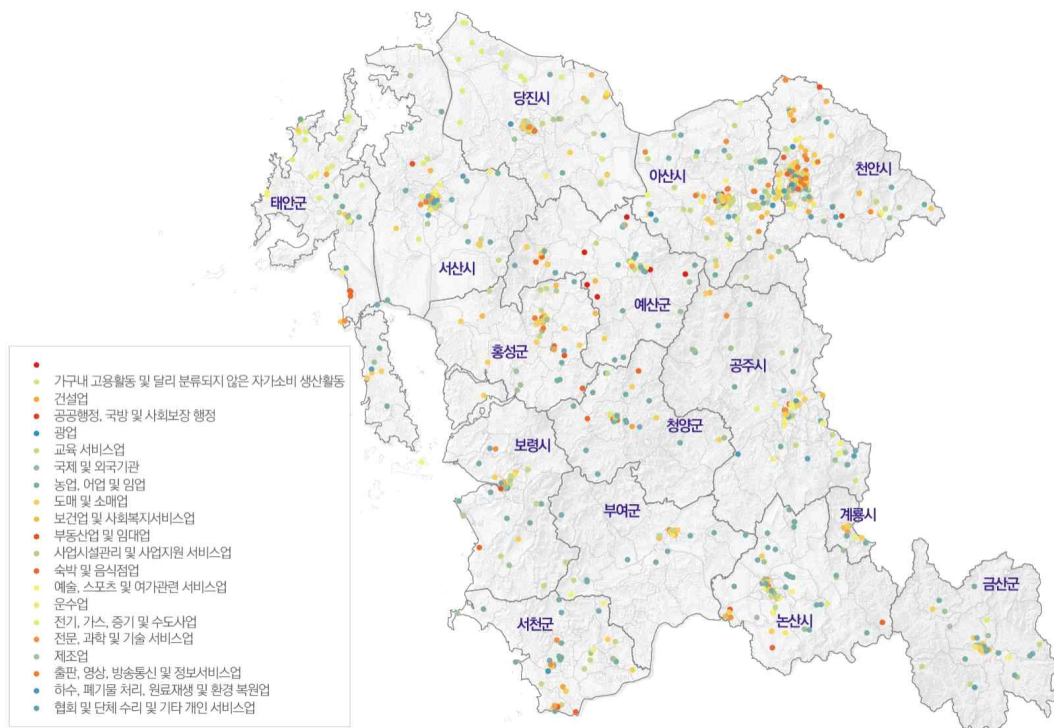 당진시
아산시
천안시
태안군
서산시
예산군
홍성군
공주시
청양군
보령시
부여군
계룡시
금산군
논산시
서천군
가구내 고용활동 및 달리 분류되지 않은 자가소비 생산활동
건설업
공공행정, 국방 및 사회보장 행정
광업
교육 서비스업
국제 및 외국기관
농업, 어업 및 임업
도매 및 소매업
보건업 및 사회복지서비스업
부동산업 및 임대업
사업시설관리 및 사업지원 서비스업
숙박 및 음식점업
예술, 스포츠 및 여가관련 서비스업
운수업
전기, 가스, 증기 및 수도사업
전문, 과학 및 기술 서비스업
제조업
출판, 영상, 방송통신 및 정보서비스업
하수, 폐기물 처리, 원료재생 및 환경 복원업
협회 및 단체 수리 및 기타 개인 서비스업